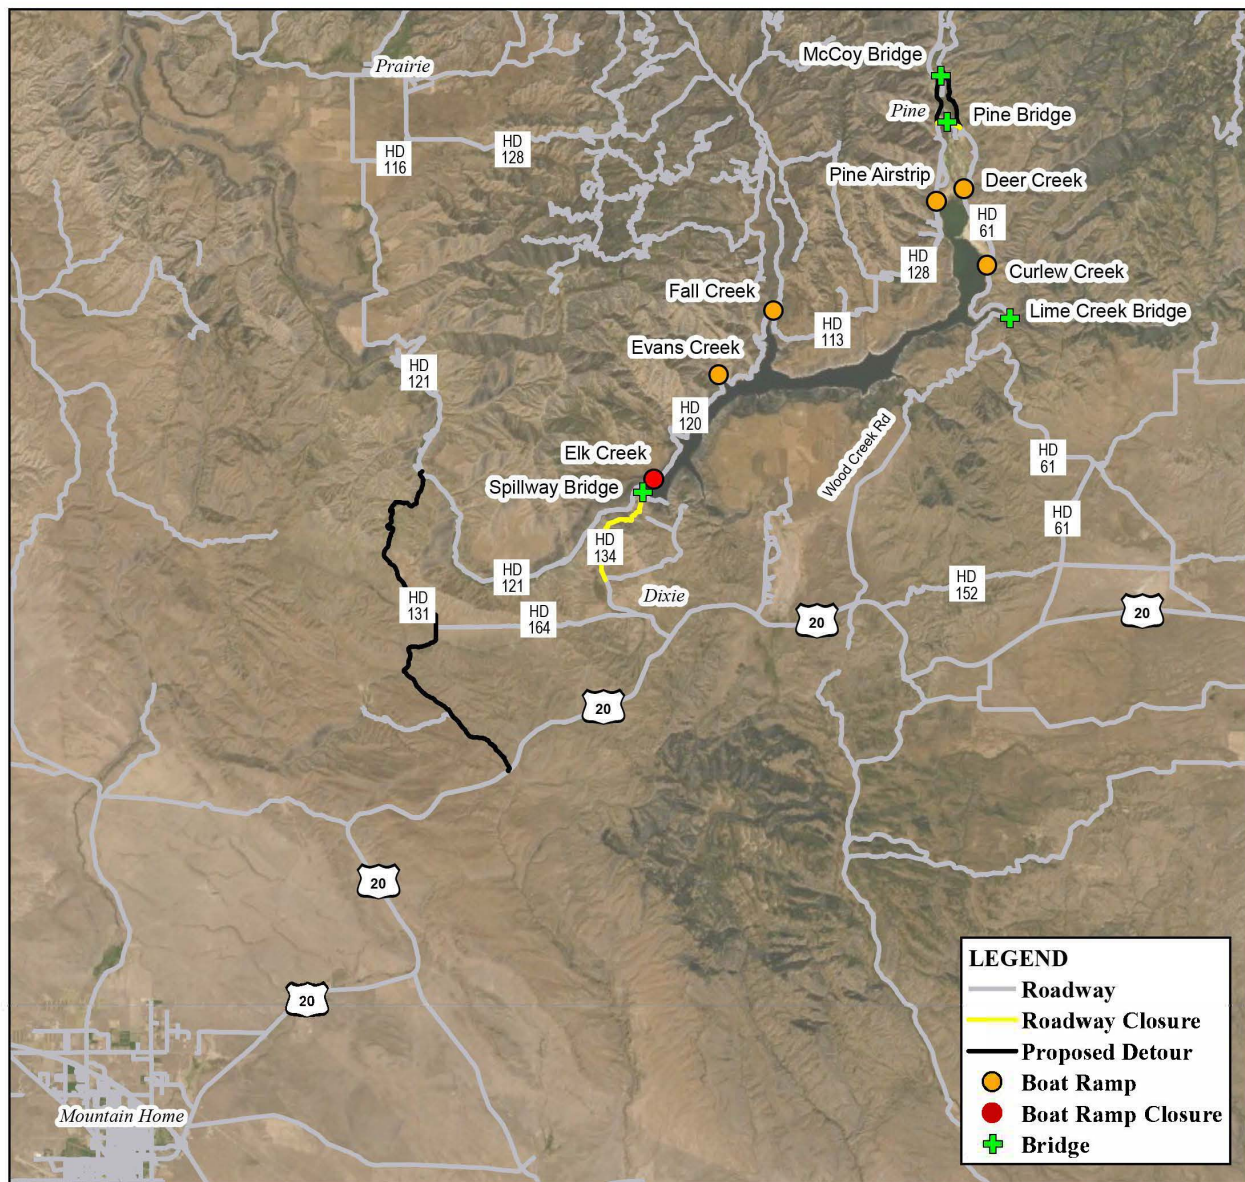 McCoy Bridge
Prairie
Pine
Pine Bridge
HD
116
HD
128
Pine Airstrip
Deer Creek
HD
61
HD
128
Curlew Creek
Fall Creek
Lime Creek Bridge
HD
113
Evans Creek
HD
121
HD
120
Wood Creek Rd
Elk Creek
HD
61
Spillway Bridge
HD
61
HD
134
HD
121
HD
152
Dixie
HD
131
HD
164
20
20
20
20
20
Mountain Home
LEGEND
Roadway
Roadway Closure
Proposed Detour
Boat Ramp
Boat Ramp Closure
Bridge